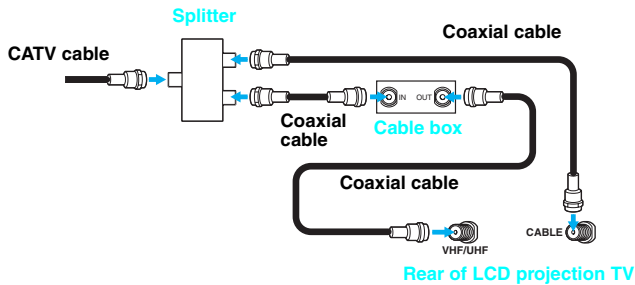 Splitter
Coaxial cable
CATV cable
IN OUT
Coaxial
cable
Cable box
Coaxial cable
CABLE
VHF/UHF
Rear of LCD projection TV